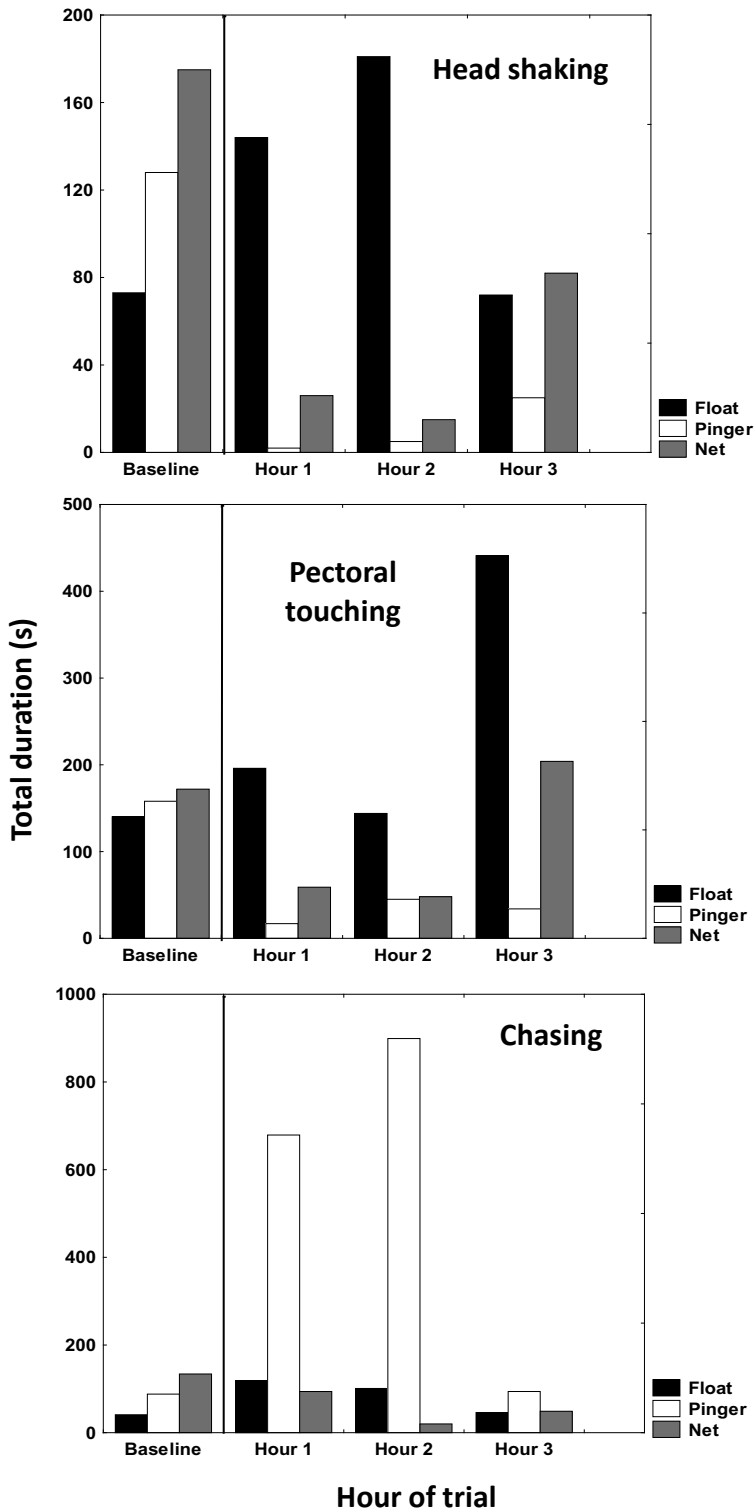 Total duration (s)
200
160
120
80
40
0
Head shaking
Baseline Hour 1 Hour 2 Hour 3
Float
Pinger
Net
500
400
300
200
100
0
Pectoral
touching
Baseline Hour 1 Hour 2 Hour 3
Float
Pinger
Net
1000
800
600
400
200
0
Chasing
Baseline Hour 1 Hour 2 Hour 3
Float
Pinger
Net
Hour of trial